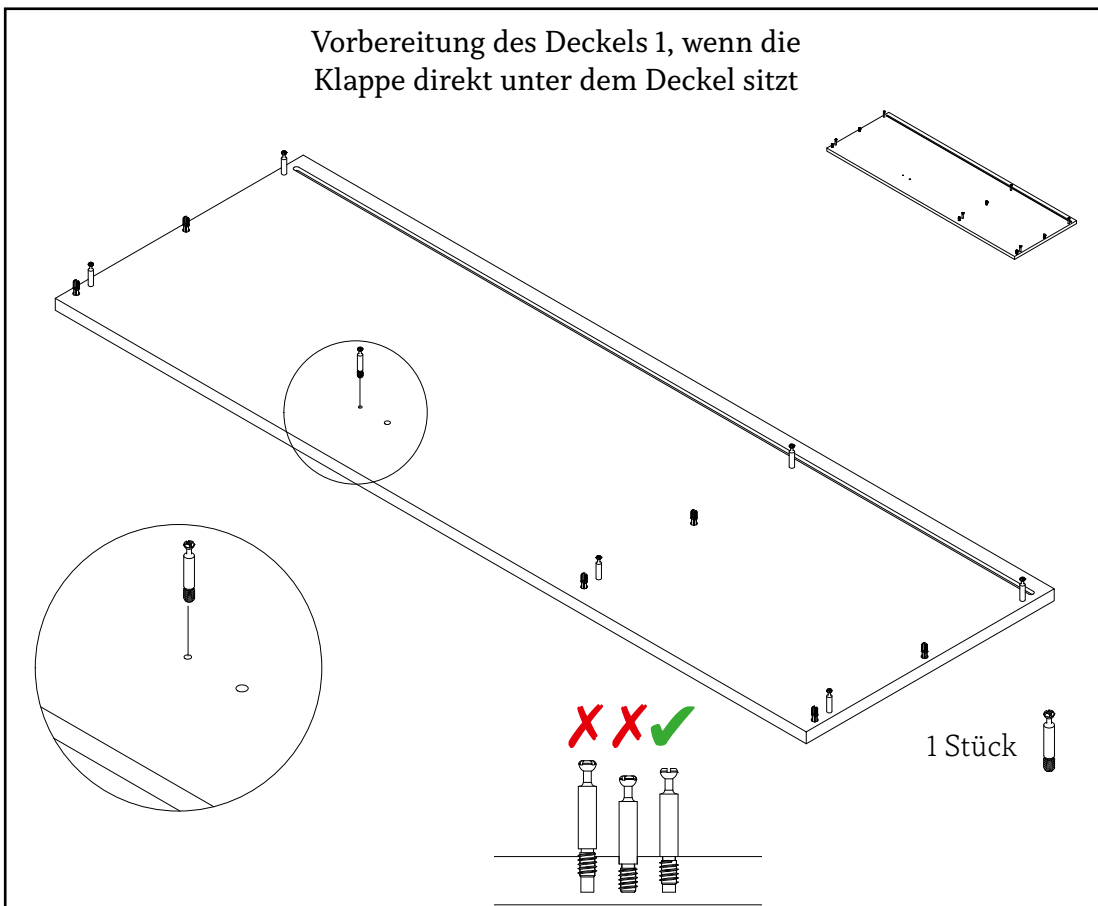 Vorbereitung des Deckels 1, wenn die
Klappe direkt unter dem Deckel sitzt
1 Stück